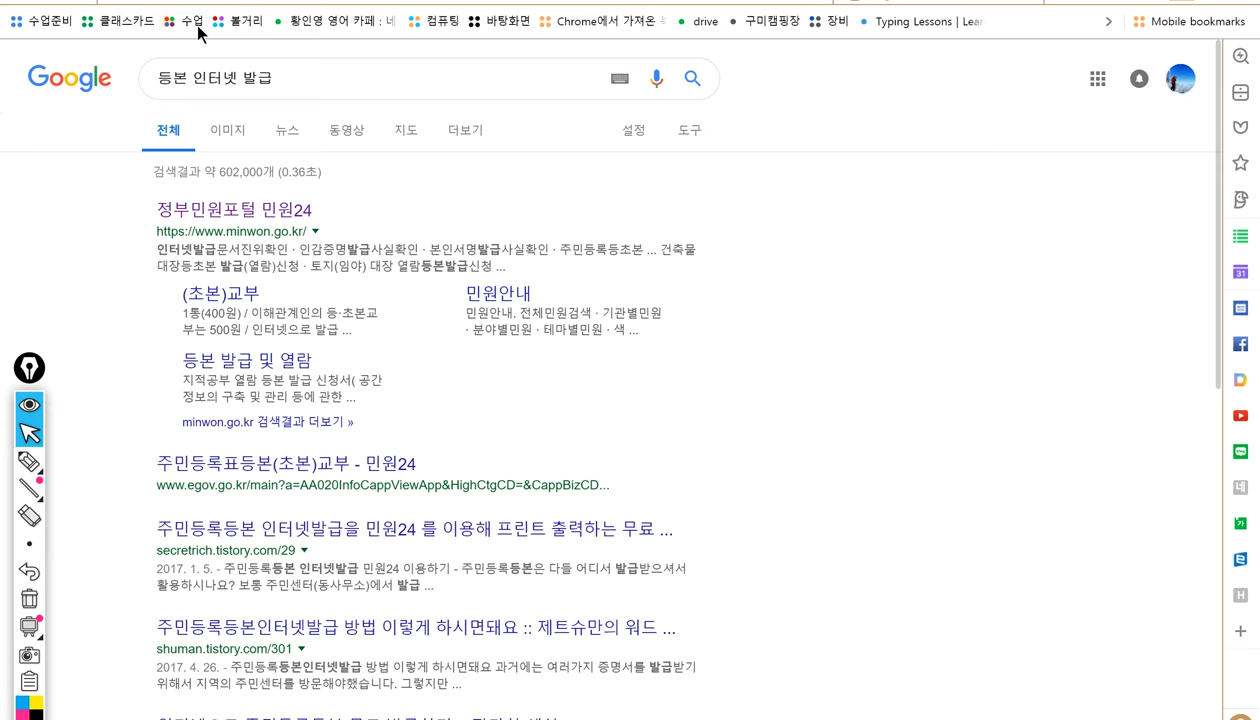 수업준비 클래스카드 수업 볼거리 황인영 영어 카페 : 네 컴퓨팅 바탕화면 Chrome에서 가져온 drive 구미캠핑장 장비 Typing Lessons | Lear Mobile bookmarks
Google 등본 인터넷 발급
전체 이미지 뉴스 동영상 지도 더보기 설정 도구
검색결과 약 602,000개 (0.36초)
정부민원포털 민원24
https://www.minwon.go.kr/
인터넷발급문서진위확인 · 인감증명발급사실확인 · 본인서명발급사실확인 · 주민등록등초본 ... 건축물
대장등초본 발급(열람)신청 · 토지(임야) 대장 열람등본발급신청 ...
(초본)교부
1통(400원) / 이해관계인의 등·초본교
부는 500원 / 인터넷으로 발급 ...
민원안내
민원안내. 전체민원검색 · 기관별민원
· 분야별민원 · 테마별민원 · 색 ...
등본 발급 및 열람
지적공부 열람 등본 발급 신청서( 공간
정보의 구축 및 관리 등에 관한 ...
minwon.go.kr 검색결과 더보기 »
주민등록표등본(초본)교부 - 민원24
www.egov.go.kr/main?a=AA020InfoCappViewApp&HighCtgCD=&CappBizCD...
주민등록등본 인터넷발급을 민원24 를 이용해 프린트 출력하는 무료 ...
secretrich.tistory.com/29
2017. 1. 5. - 주민등록등본 인터넷발급 민원24 이용하기 - 주민등록등본은 다들 어디서 발급받으셔서
활용하시나요? 보통 주민센터(동사무소)에서 발급 ...
주민등록등본인터넷발급 방법 이렇게 하시면돼요 :: 제트슈만의 워드 ...
shuman.tistory.com/301
2017. 4. 26. - 주민등록등본인터넷발급 방법 이렇게 하시면돼요 과거에는 여러가지 증명서를 발급받기
위해서 지역의 주민센터를 방문해야했습니다. 그렇지만 ...